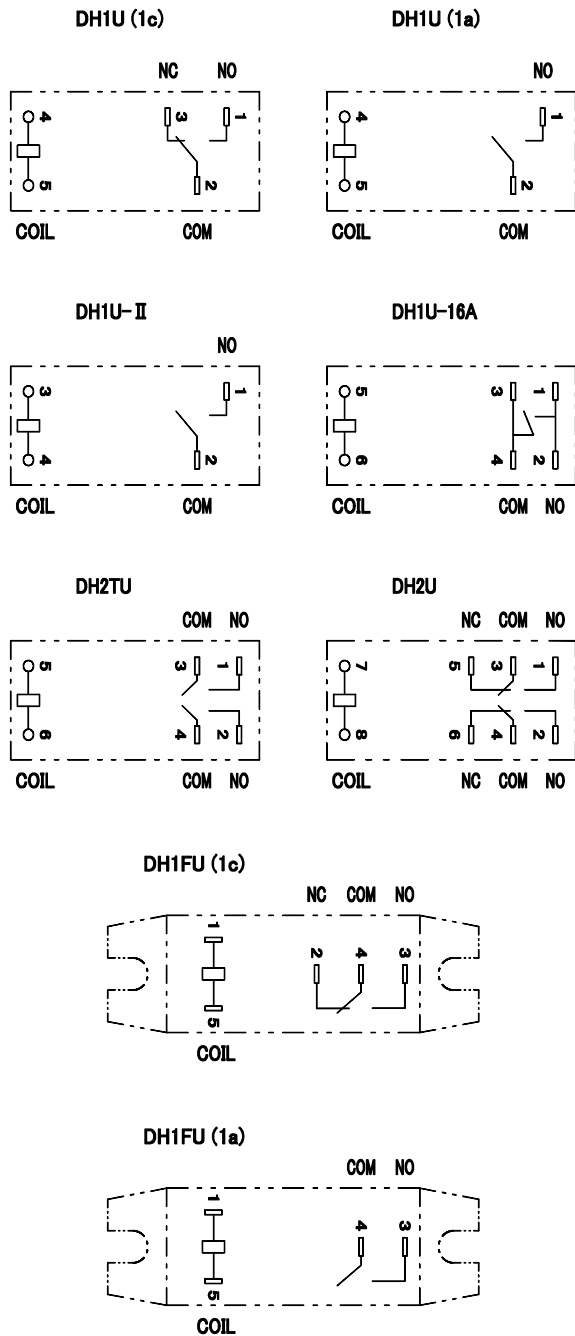 DH1U (1c)
NC NO
4 3 1
5 2
COIL COM
DH1U (1a)
NO
4 1
5 2
COIL COM
DH1U-Ⅱ
NO
3 1
4 2
COIL COM
DH1U-16A
5 3 1
6 4 2
COIL COM NO
DH2TU
COM NO
5 3 1
6 4 2
COIL COM NO
DH2U
NC COM NO
7 5 3 1
8 6 4 2
COIL NC COM NO
DH1FU (1c)
NC COM NO
1 2 4 3
5
COIL
DH1FU (1a)
COM NO
1 4 3
5
COIL